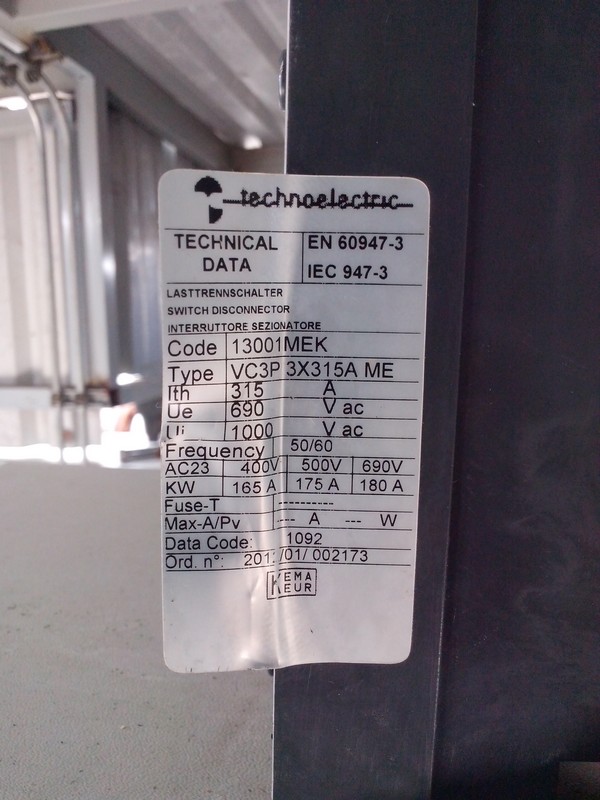 technoelectric
TECHNICAL DATA
EN 60947-3
IEC 947-3
LASTTRENNSCHALTER
SWITCH DISCONNECTOR
INTERRUTTORE SEZIONATORE
Code 13001MEK
Type VC3P 3X315A ME
Ith 315 A
Ue 690 V ac
Ui 1000 V ac
Frequency 50/60
AC23 400V 500V 690V
KW 165 A 175 A 180 A
Fuse-T ----------
Max-A/Pv ---- A --- W
Data Code: 1092
Ord. n°: /01/ 002173
KEMA
KEUR